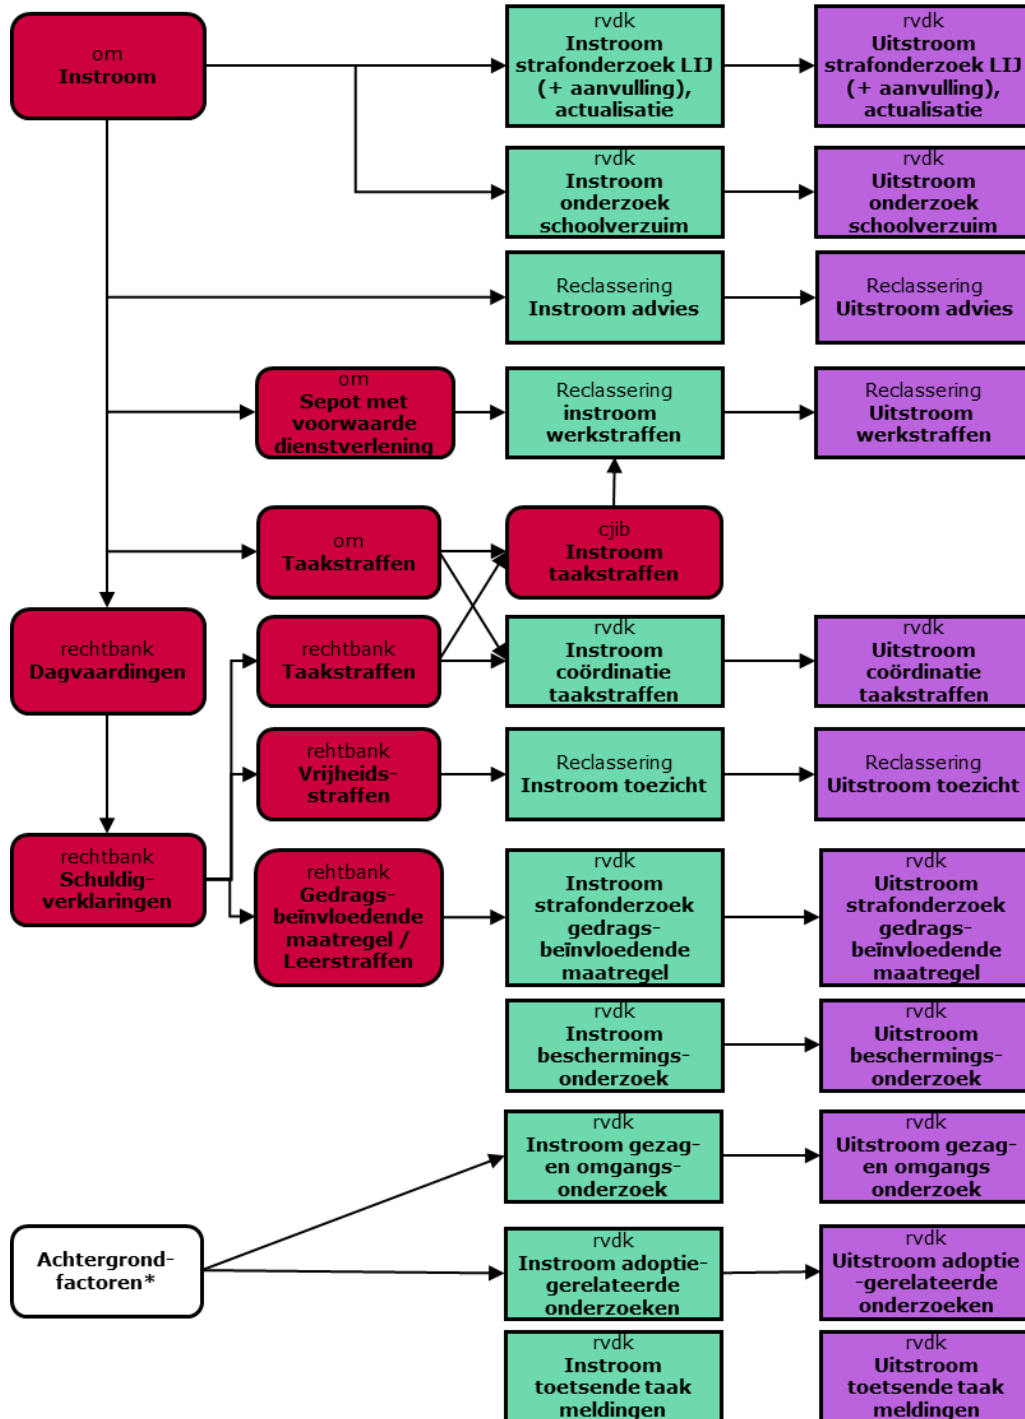 om
Instroom
rvdk
Instroom
strafonderzoek LIJ
(+ aanvulling),
actualisatie
rvdk
Uitstroom
strafonderzoek LIJ
(+ aanvulling),
actualisatie
rvdk
Instroom
onderzoek
schoolverzuim
rvdk
Uitstroom
onderzoek
schoolverzuim
Reclassering
Instroom advies
Reclassering
Uitstroom advies
om
Sepot met
voorwaarde
dienstverlening
Reclassering
instroom
werkstraffen
Reclassering
Uitstroom
werkstraffen
om
Taakstraffen
cjib
Instroom
taakstraffen
rechtbank
Dagvaardingen
rechtbank
Taakstraffen
rvdk
Instroom
coördinatie
taakstraffen
rvdk
Uitstroom
coördinatie
taakstraffen
rehtbank
Vrijheids-
straffen
Reclassering
Instroom toezicht
Reclassering
Uitstroom toezicht
rechtbank
Schuldig-
verklaringen
rehtbank
Gedrags-
beïnvloedende
maatregel /
Leerstraffen
rvdk
Instroom
strafonderzoek
gedrags-
beïnvloedende
maatregel
rvdk
Uitstroom
strafonderzoek
gedrags-
beïnvloedende
maatregel
rvdk
Instroom
beschermings-
onderzoek
rvdk
Uitstroom
beschermings-
onderzoek
rvdk
Instroom gezag-
en omgangs-
onderzoek
rvdk
Uitstroom gezag-
en omgangs
onderzoek
Achtergrond-
factoren*
rvdk
Instroom adoptie-
gerelateerde
onderzoeken
rvdk
Uitstroom adoptie
-gerelateerde
onderzoeken
rvdk
Instroom
toetsende taak
meldingen
rvdk
Uitstroom
toetsende taak
meldingen